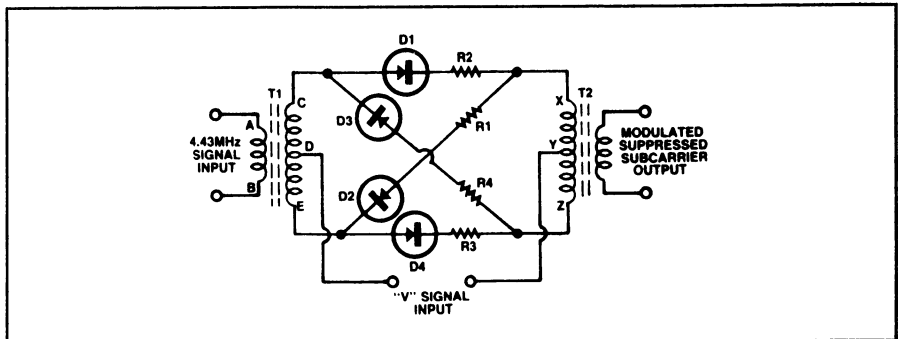 D1
R2
T1
C
T2
X
A
D3
R1
4.43MHz
SIGNAL
INPUT
D
Y
MODULATED
SUPPRESSED
SUBCARRIER
OUTPUT
B
D2
R4
E
Z
D4
R3
"V" SIGNAL
INPUT